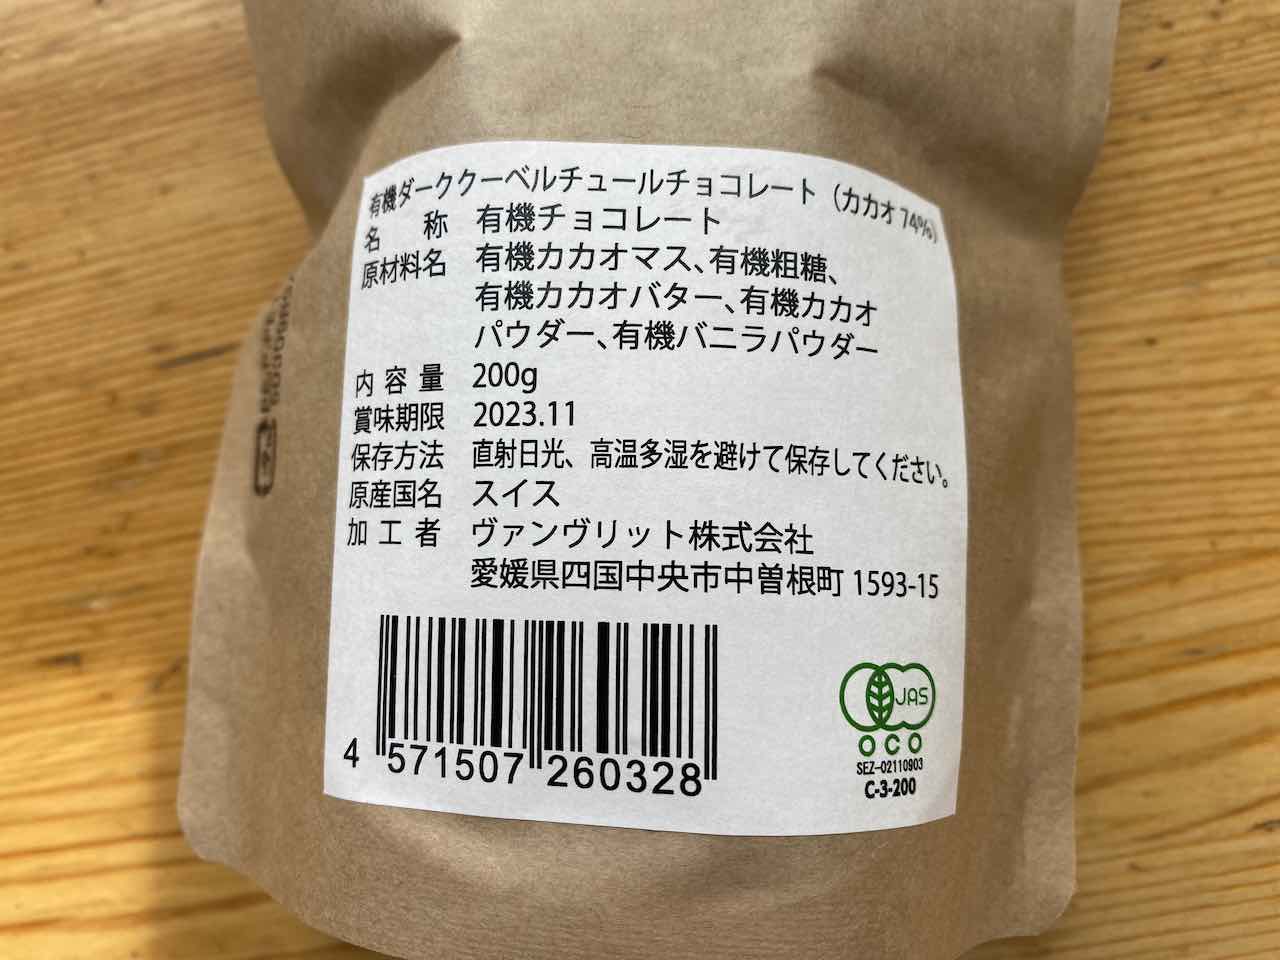 有機ダーククーベルチュールチョコレート（カカオ74%）
名称 有機チョコレート
原材料名 有機カカオマス、有機粗糖、
有機カカオバター、有機カカオ
パウダー、有機バニラパウダー
内容量 200g
賞味期限 2023.11
保存方法 直射日光、高温多湿を避けて保存してください。
原産国名 スイス
加工者 ヴァンヴリット株式会社
愛媛県四国中央市中曽根町1593-15
4 571507 260328
JAS
OCO
SEZ-02110903
C-3-200